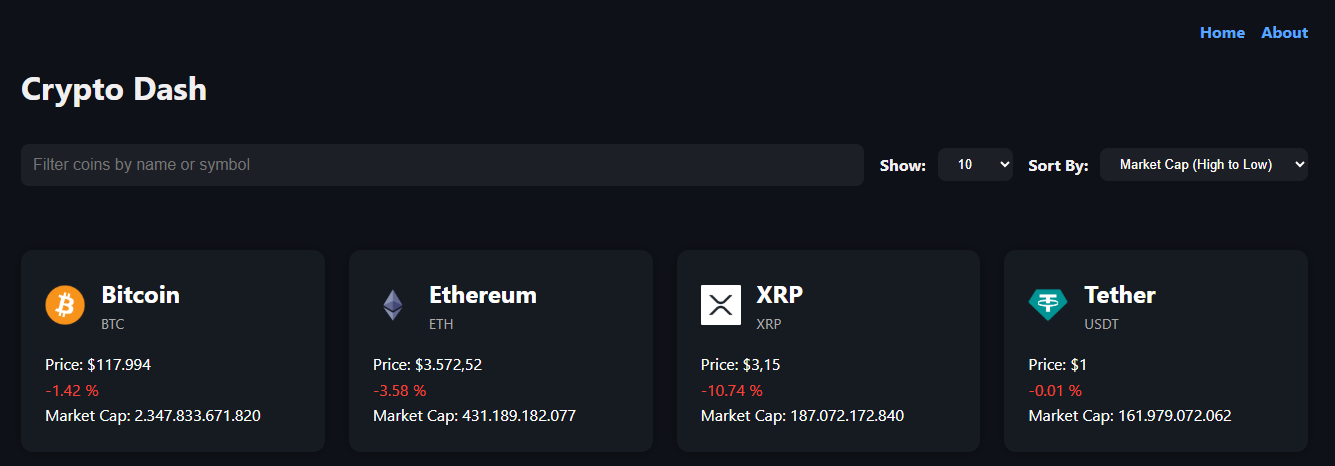 Home About
Crypto Dash
Filter coins by name or symbol Show: 10 Sort By: Market Cap (High to Low)
Bitcoin
BTC
Price: $117.994
-1.42 %
Market Cap: 2.347.833.671.820
Ethereum
ETH
Price: $3.572,52
-3.58 %
Market Cap: 431.189.182.077
XRP
XRP
Price: $3,15
-10.74 %
Market Cap: 187.072.172.840
Tether
USDT
Price: $1
-0.01 %
Market Cap: 161.979.072.062